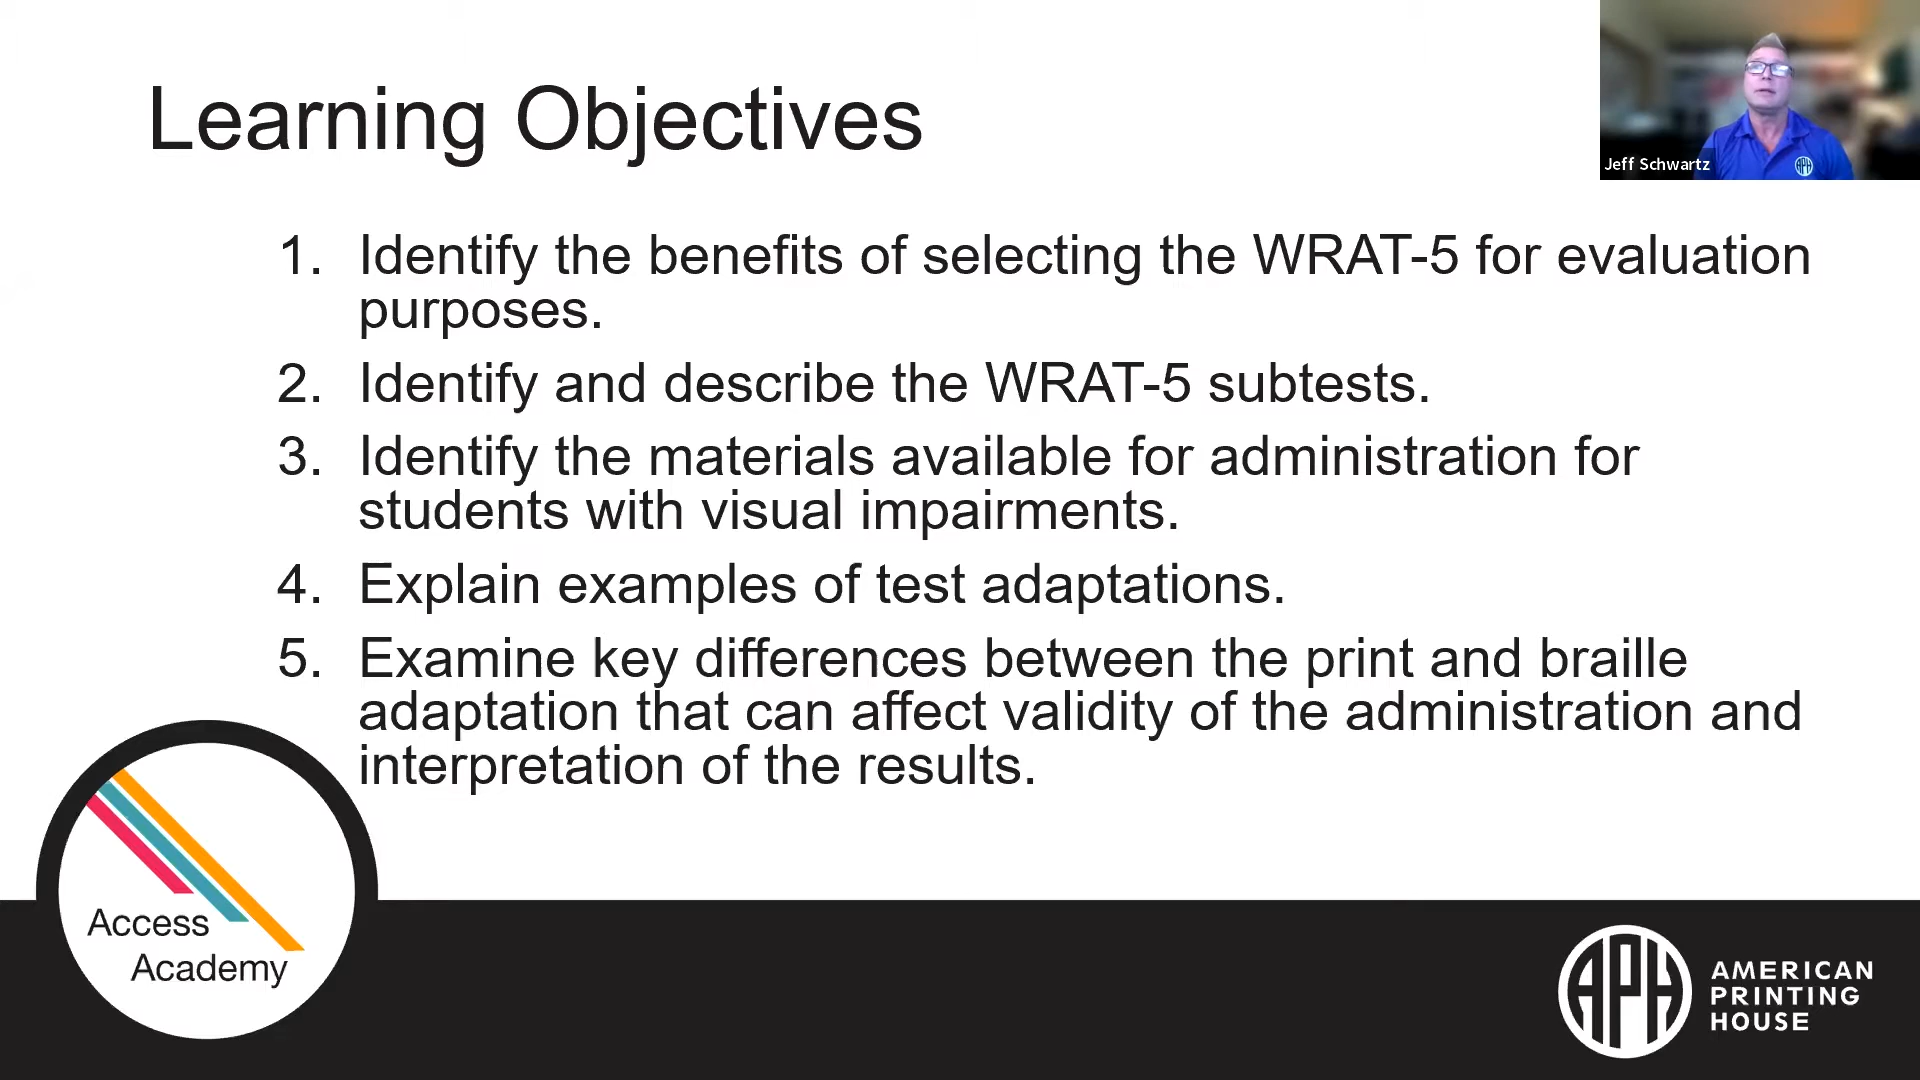 Learning Objectives
Jeff Schwartz
APH
1. Identify the benefits of selecting the WRAT-5 for evaluation
purposes.
2. Identify and describe the WRAT-5 subtests.
3. Identify the materials available for administration for
students with visual impairments.
4. Explain examples of test adaptations.
5. Examine key differences between the print and braille
adaptation that can affect validity of the administration and
interpretation of the results.
Access
Academy
APH
AMERICAN
PRINTING
HOUSE